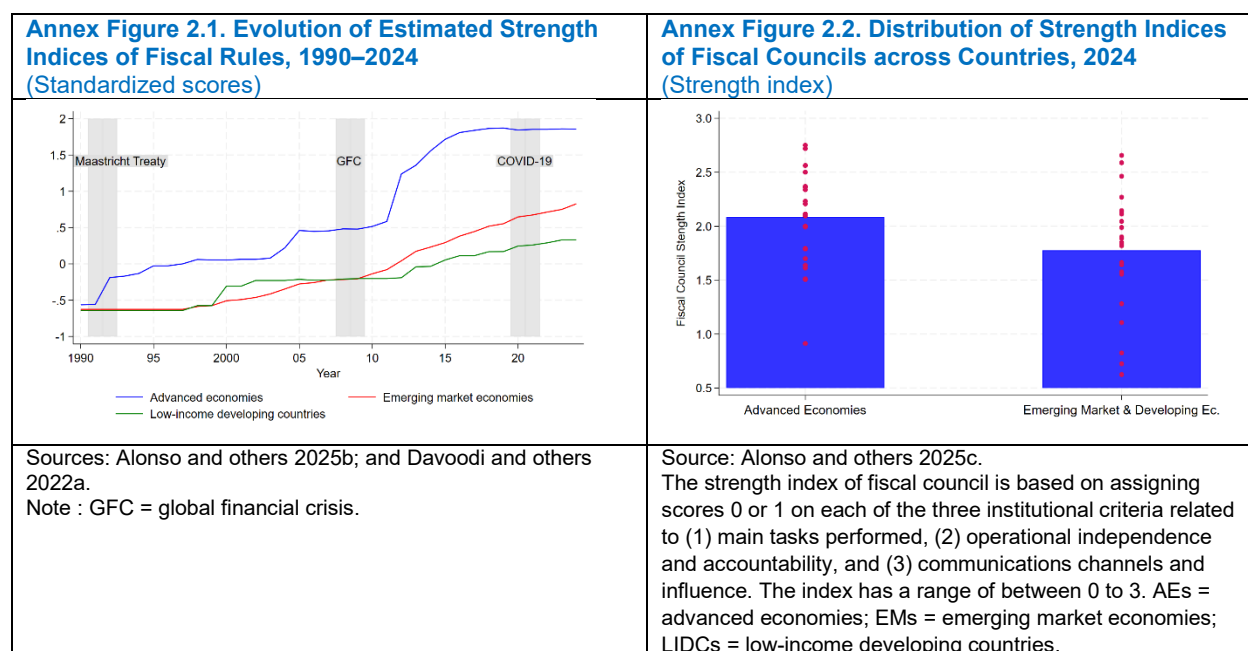 Annex Figure 2.1. Evolution of Estimated Strength
Indices of Fiscal Rules, 1990–2024
(Standardized scores)
2
1.5
1
.5
0
-.5
-1
Maastricht Treaty
GFC
COVID-19
1990
95
2000
05
10
15
20
Year
Advanced economies
Emerging market economies
Low-income developing countries
Sources: Alonso and others 2025b; and Davoodi and others
2022a.
Note : GFC = global financial crisis.
Annex Figure 2.2. Distribution of Strength Indices
of Fiscal Councils across Countries, 2024
(Strength index)
Fiscal Council Stength Index
3.0
2.5
2.0
1.5
1.0
0.5
Advanced Economies
Emerging Market & Developing Ec.
Source: Alonso and others 2025c.
The strength index of fiscal council is based on assigning
scores 0 or 1 on each of the three institutional criteria related
to (1) main tasks performed, (2) operational independence
and accountability, and (3) communications channels and
influence. The index has a range of between 0 to 3. AEs =
advanced economies; EMs = emerging market economies;
LIDCs = low-income developing countries.